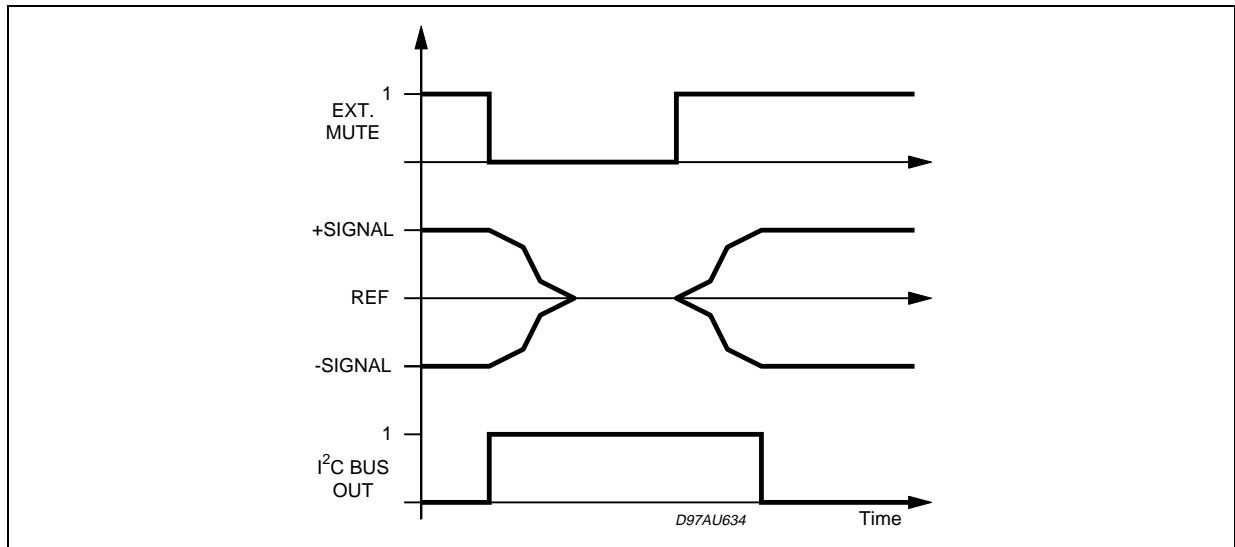 1
EXT.
MUTE
+SIGNAL
REF
-SIGNAL
1
I²C BUS
OUT
D97AU634
Time